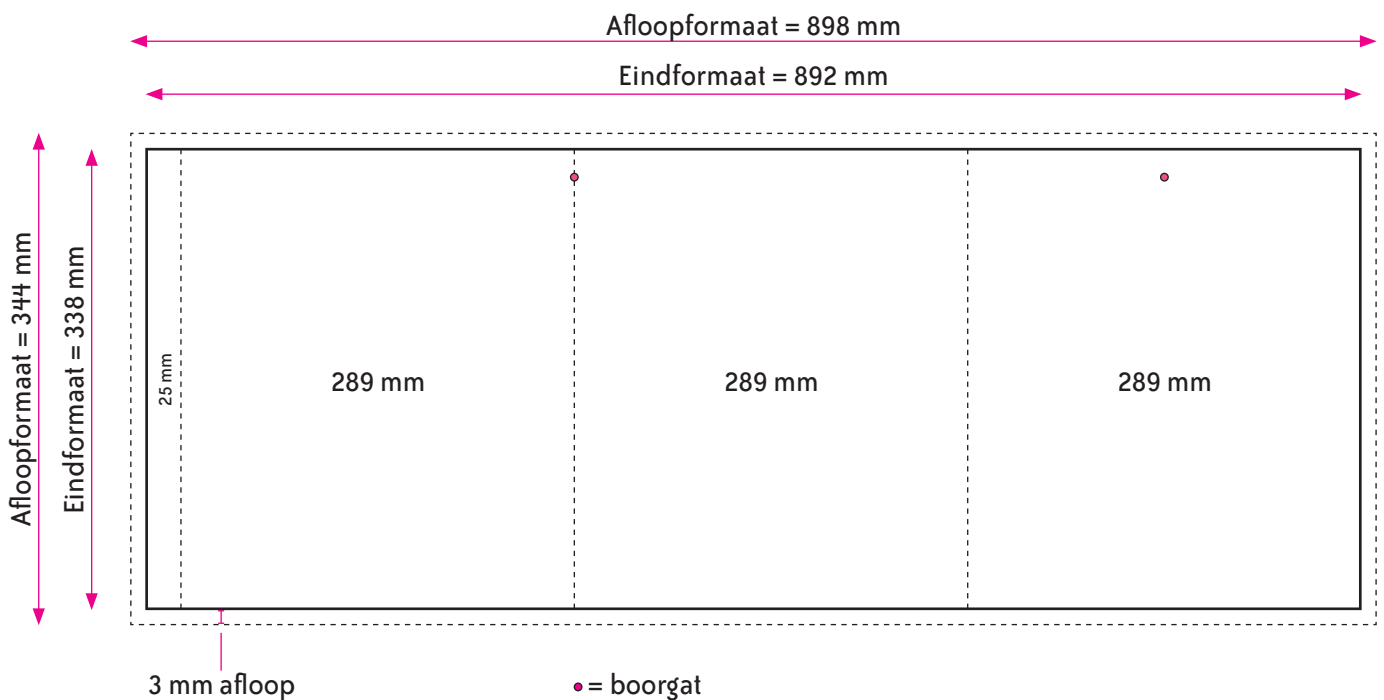 Afloopformaat = 898 mm
Eindformaat = 892 mm
Afloopformaat = 344 mm
Eindformaat = 338 mm
25 mm
289 mm
289 mm
289 mm
3 mm afloop
= boorgat